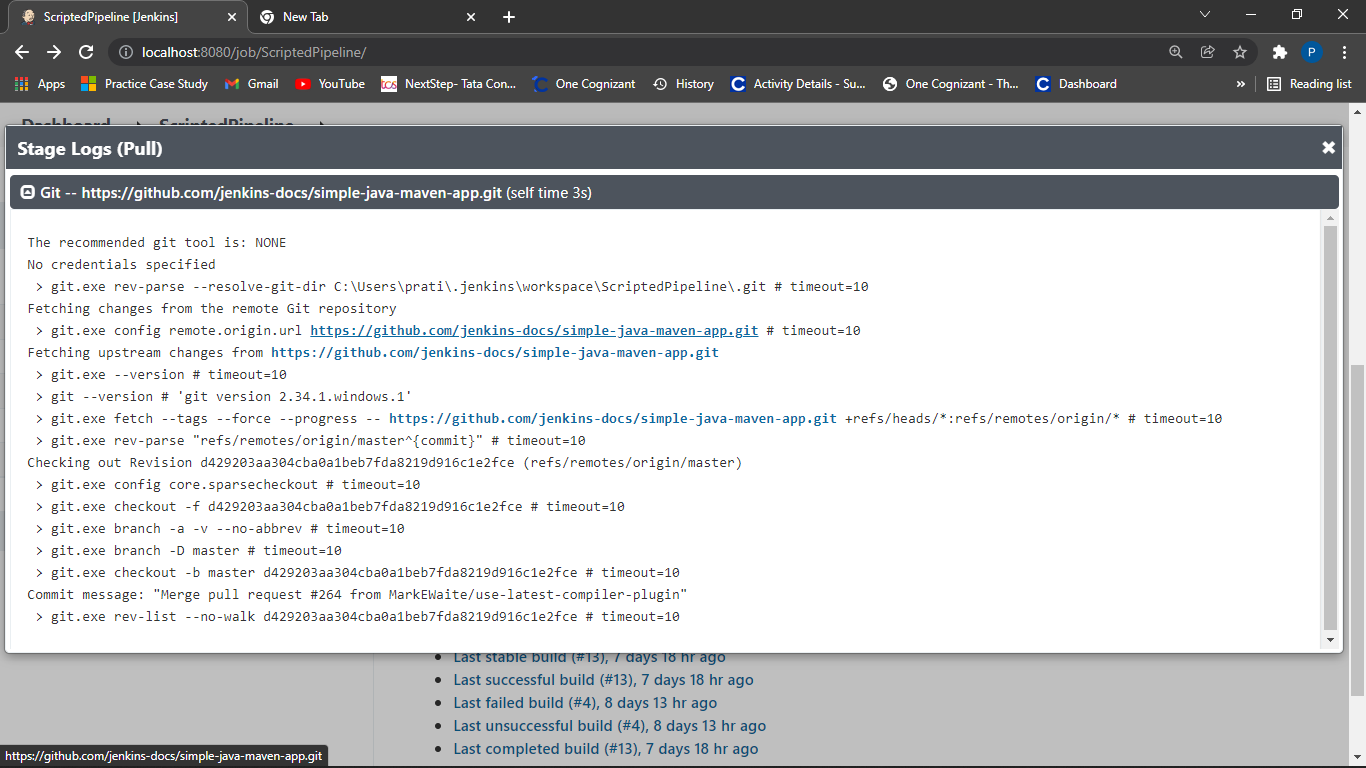 ScriptedPipeline [Jenkins]
New Tab
localhost:8080/job/ScriptedPipeline/
P
Apps
Practice Case Study
Gmail
YouTube
NextStep- Tata Con...
One Cognizant
History
Activity Details - Su...
One Cognizant - Th...
Dashboard
»
Reading list
Dashboard
ScriptedPipeline
Stage Logs (Pull)
Git -- https://github.com/jenkins-docs/simple-java-maven-app.git (self time 3s)
The recommended git tool is: NONE
No credentials specified
> git.exe rev-parse --resolve-git-dir C:\Users\prati\.jenkins\workspace\ScriptedPipeline\.git # timeout=10
Fetching changes from the remote Git repository
> git.exe config remote.origin.url https://github.com/jenkins-docs/simple-java-maven-app.git # timeout=10
Fetching upstream changes from https://github.com/jenkins-docs/simple-java-maven-app.git
> git.exe --version # timeout=10
> git --version # 'git version 2.34.1.windows.1'
> git.exe fetch --tags --force --progress -- https://github.com/jenkins-docs/simple-java-maven-app.git +refs/heads/*:refs/remotes/origin/* # timeout=10
> git.exe rev-parse "refs/remotes/origin/master^{commit}" # timeout=10
Checking out Revision d429203aa304cba0a1beb7fda8219d916c1e2fce (refs/remotes/origin/master)
> git.exe config core.sparsecheckout # timeout=10
> git.exe checkout -f d429203aa304cba0a1beb7fda8219d916c1e2fce # timeout=10
> git.exe branch -a -v --no-abbrev # timeout=10
> git.exe branch -D master # timeout=10
> git.exe checkout -b master d429203aa304cba0a1beb7fda8219d916c1e2fce # timeout=10
Commit message: "Merge pull request #264 from MarkEWaite/use-latest-compiler-plugin"
> git.exe rev-list --no-walk d429203aa304cba0a1beb7fda8219d916c1e2fce # timeout=10
Last stable build (#13), 7 days 18 hr ago
Last successful build (#13), 7 days 18 hr ago
Last failed build (#4), 8 days 13 hr ago
Last unsuccessful build (#4), 8 days 13 hr ago
Last completed build (#13), 7 days 18 hr ago
https://github.com/jenkins-docs/simple-java-maven-app.git